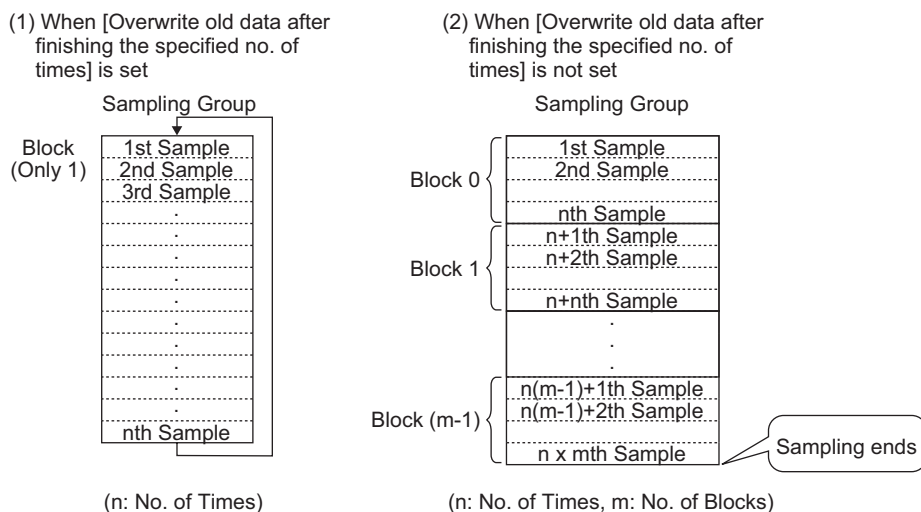 (1) When [Overwrite old data after
finishing the specified no. of
times] is set
Sampling Group
Block
(Only 1)
1st Sample
2nd Sample
3rd Sample
.
.
.
.
.
.
.
.
.
.
nth Sample
(n: No. of Times)
(2) When [Overwrite old data after
finishing the specified no. of
times] is not set
Sampling Group
Block 0
1st Sample
2nd Sample
nth Sample
Block 1
n+1th Sample
n+2th Sample
n+nth Sample
.
.
.
Block (m-1)
n(m-1)+1th Sample
n(m-1)+2th Sample
n x mth Sample
Sampling ends
(n: No. of Times, m: No. of Blocks)